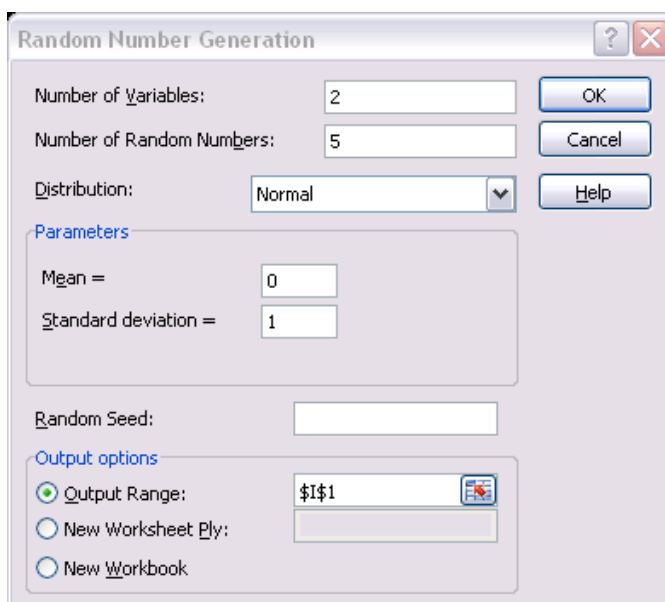 Random Number Generation
Number of Variables: 2 OK
Number of Random Numbers: 5 Cancel
Distribution: Normal Help
Parameters
Mean = 0
Standard deviation = 1
Random Seed:
Output options
Output Range: $I$1
New Worksheet Ply:
New Workbook